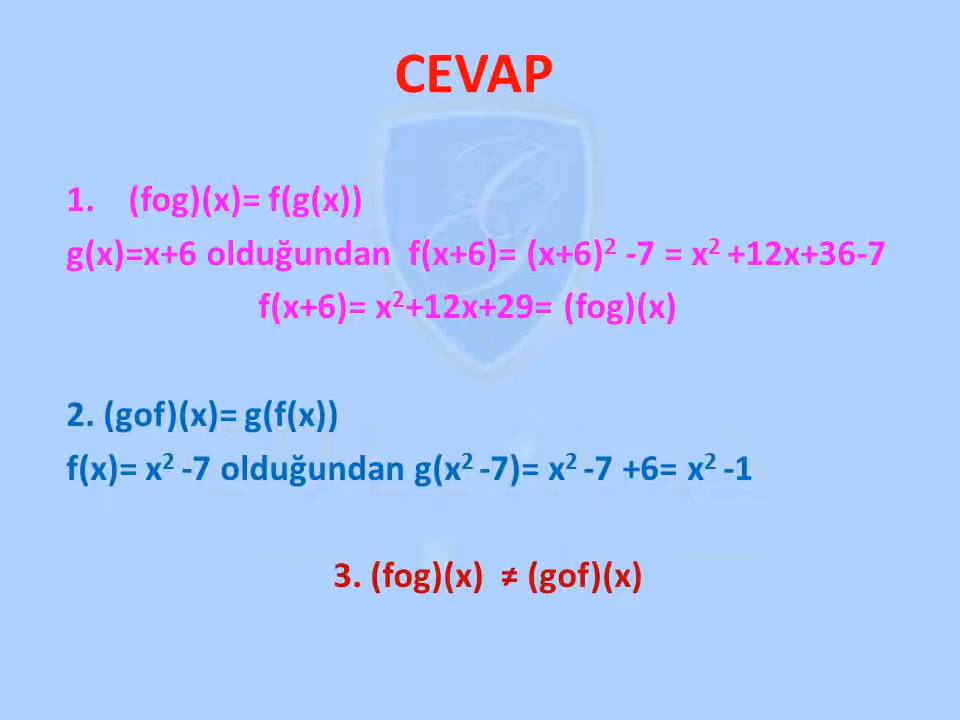 CEVAP
1. (fog)(x)= f(g(x))
g(x)=x+6 olduğundan f(x+6)= (x+6)² -7 = x² +12x+36-7
f(x+6)= x²+12x+29= (fog)(x)
2. (gof)(x)= g(f(x))
f(x)= x² -7 olduğundan g(x² -7)= x² -7 +6= x² -1
3. (fog)(x) ≠ (gof)(x)